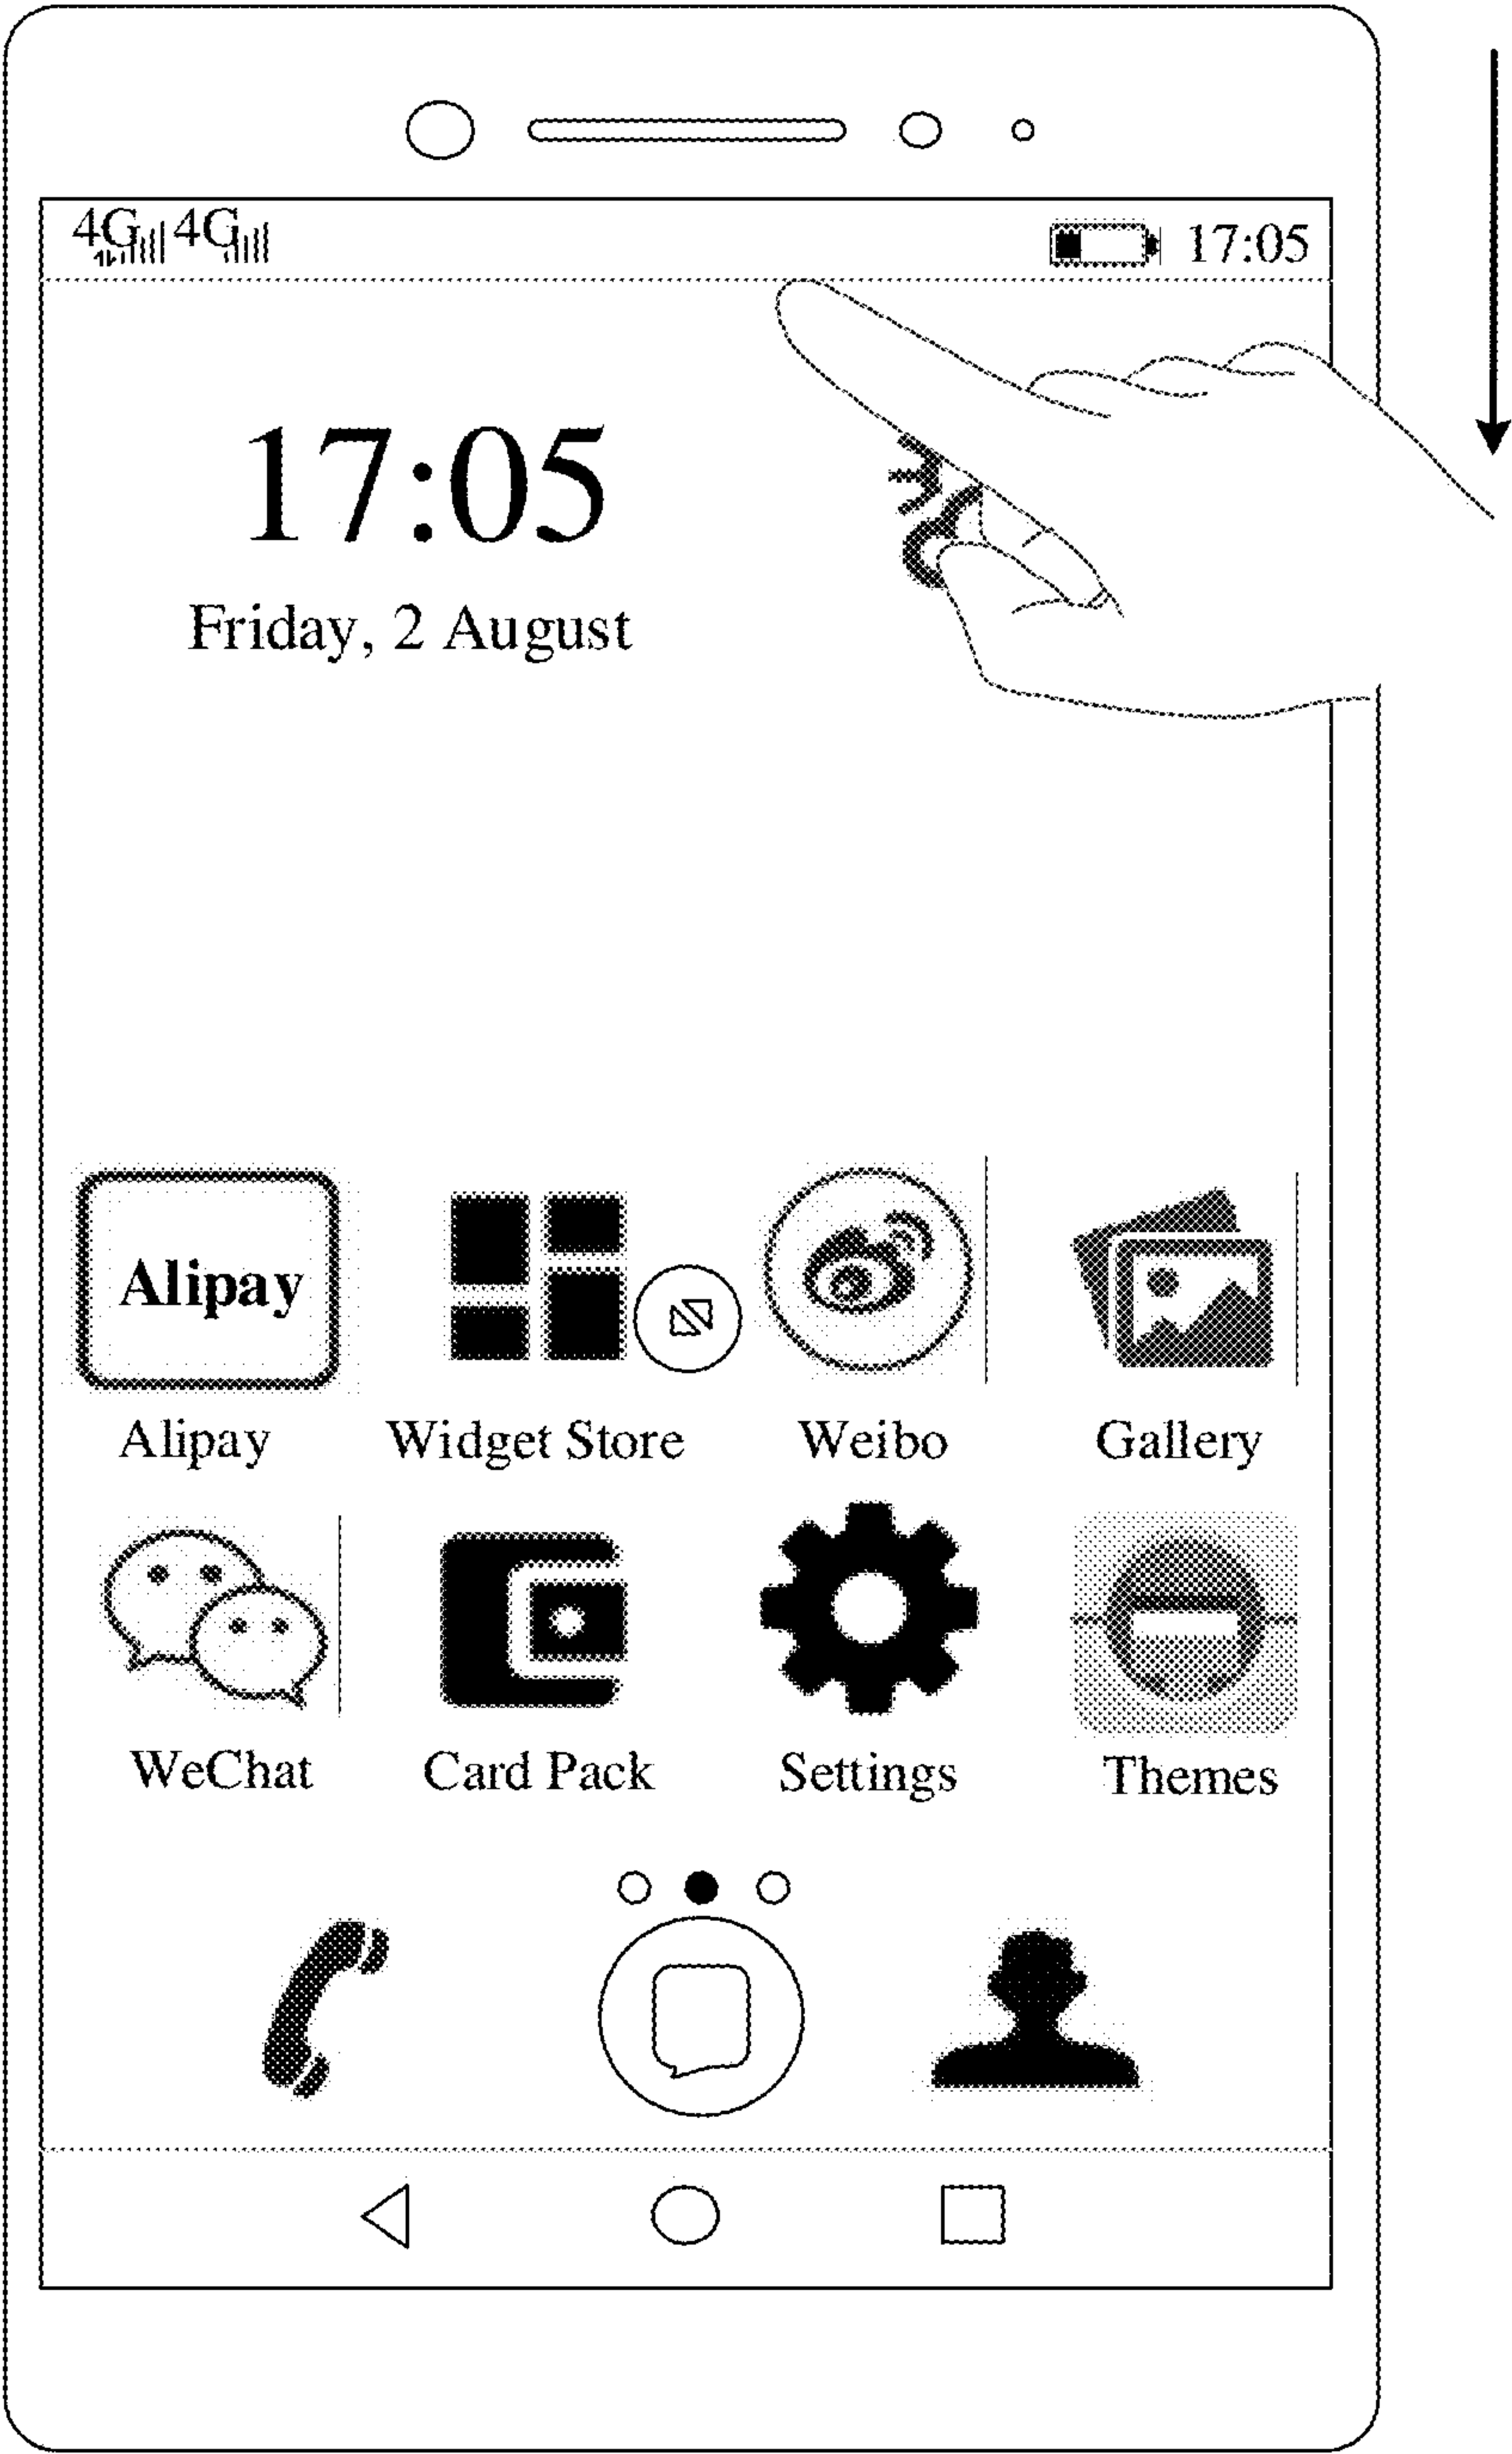 4G 4G 17:05
17:05
Friday, 2 August
Alipay
Alipay Widget Store Weibo Gallery
WeChat Card Pack Settings Themes